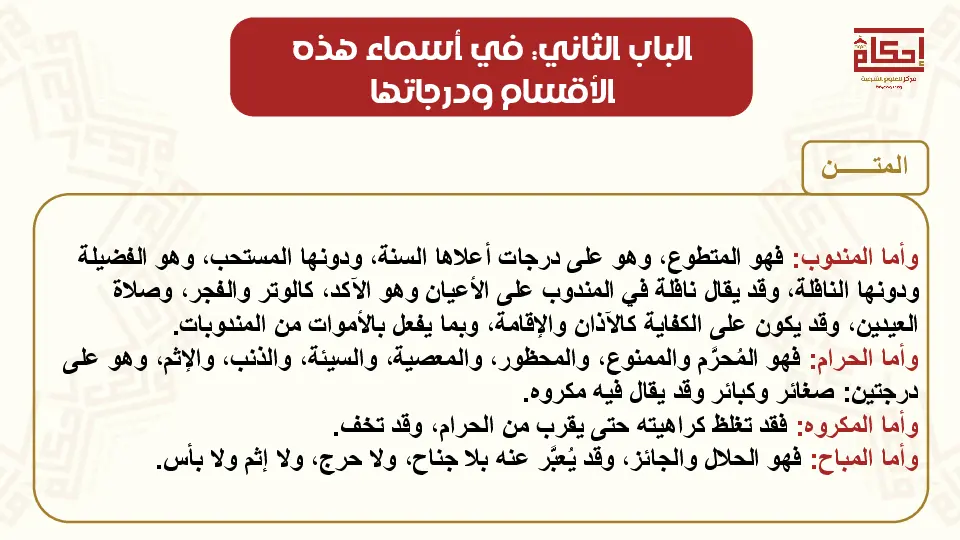 الباب الثاني: في أسماء هذه
الأقسام ودرجاتها
إحكام
مركز للعلوم الشرعية
المتـــــــن
وأما المندوب: فهو المتطوع، وهو على درجات أعلاها السنة، ودونها المستحب، وهو الفضيلة
ودونها النافلة، وقد يقال نافلة في المندوب على الأعيان وهو الآكد، كالوتر والفجر، وصلاة
العيدين، وقد يكون على الكفاية كالآذان والإقامة، وبما يفعل بالأموات من المندوبات.
وأما الحرام: فهو المُحرَّم والممنوع، والمحظور، والمعصية، والسيئة، والذنب، والإثم، وهو على
درجتين: صغائر وكبائر وقد يقال فيه مكروه.
وأما المكروه: فقد تغلظ كراهيته حتى يقرب من الحرام، وقد تخف.
وأما المباح: فهو الحلال والجائز، وقد يُعبَّر عنه بلا جناح، ولا حرج، ولا إثم ولا بأس.